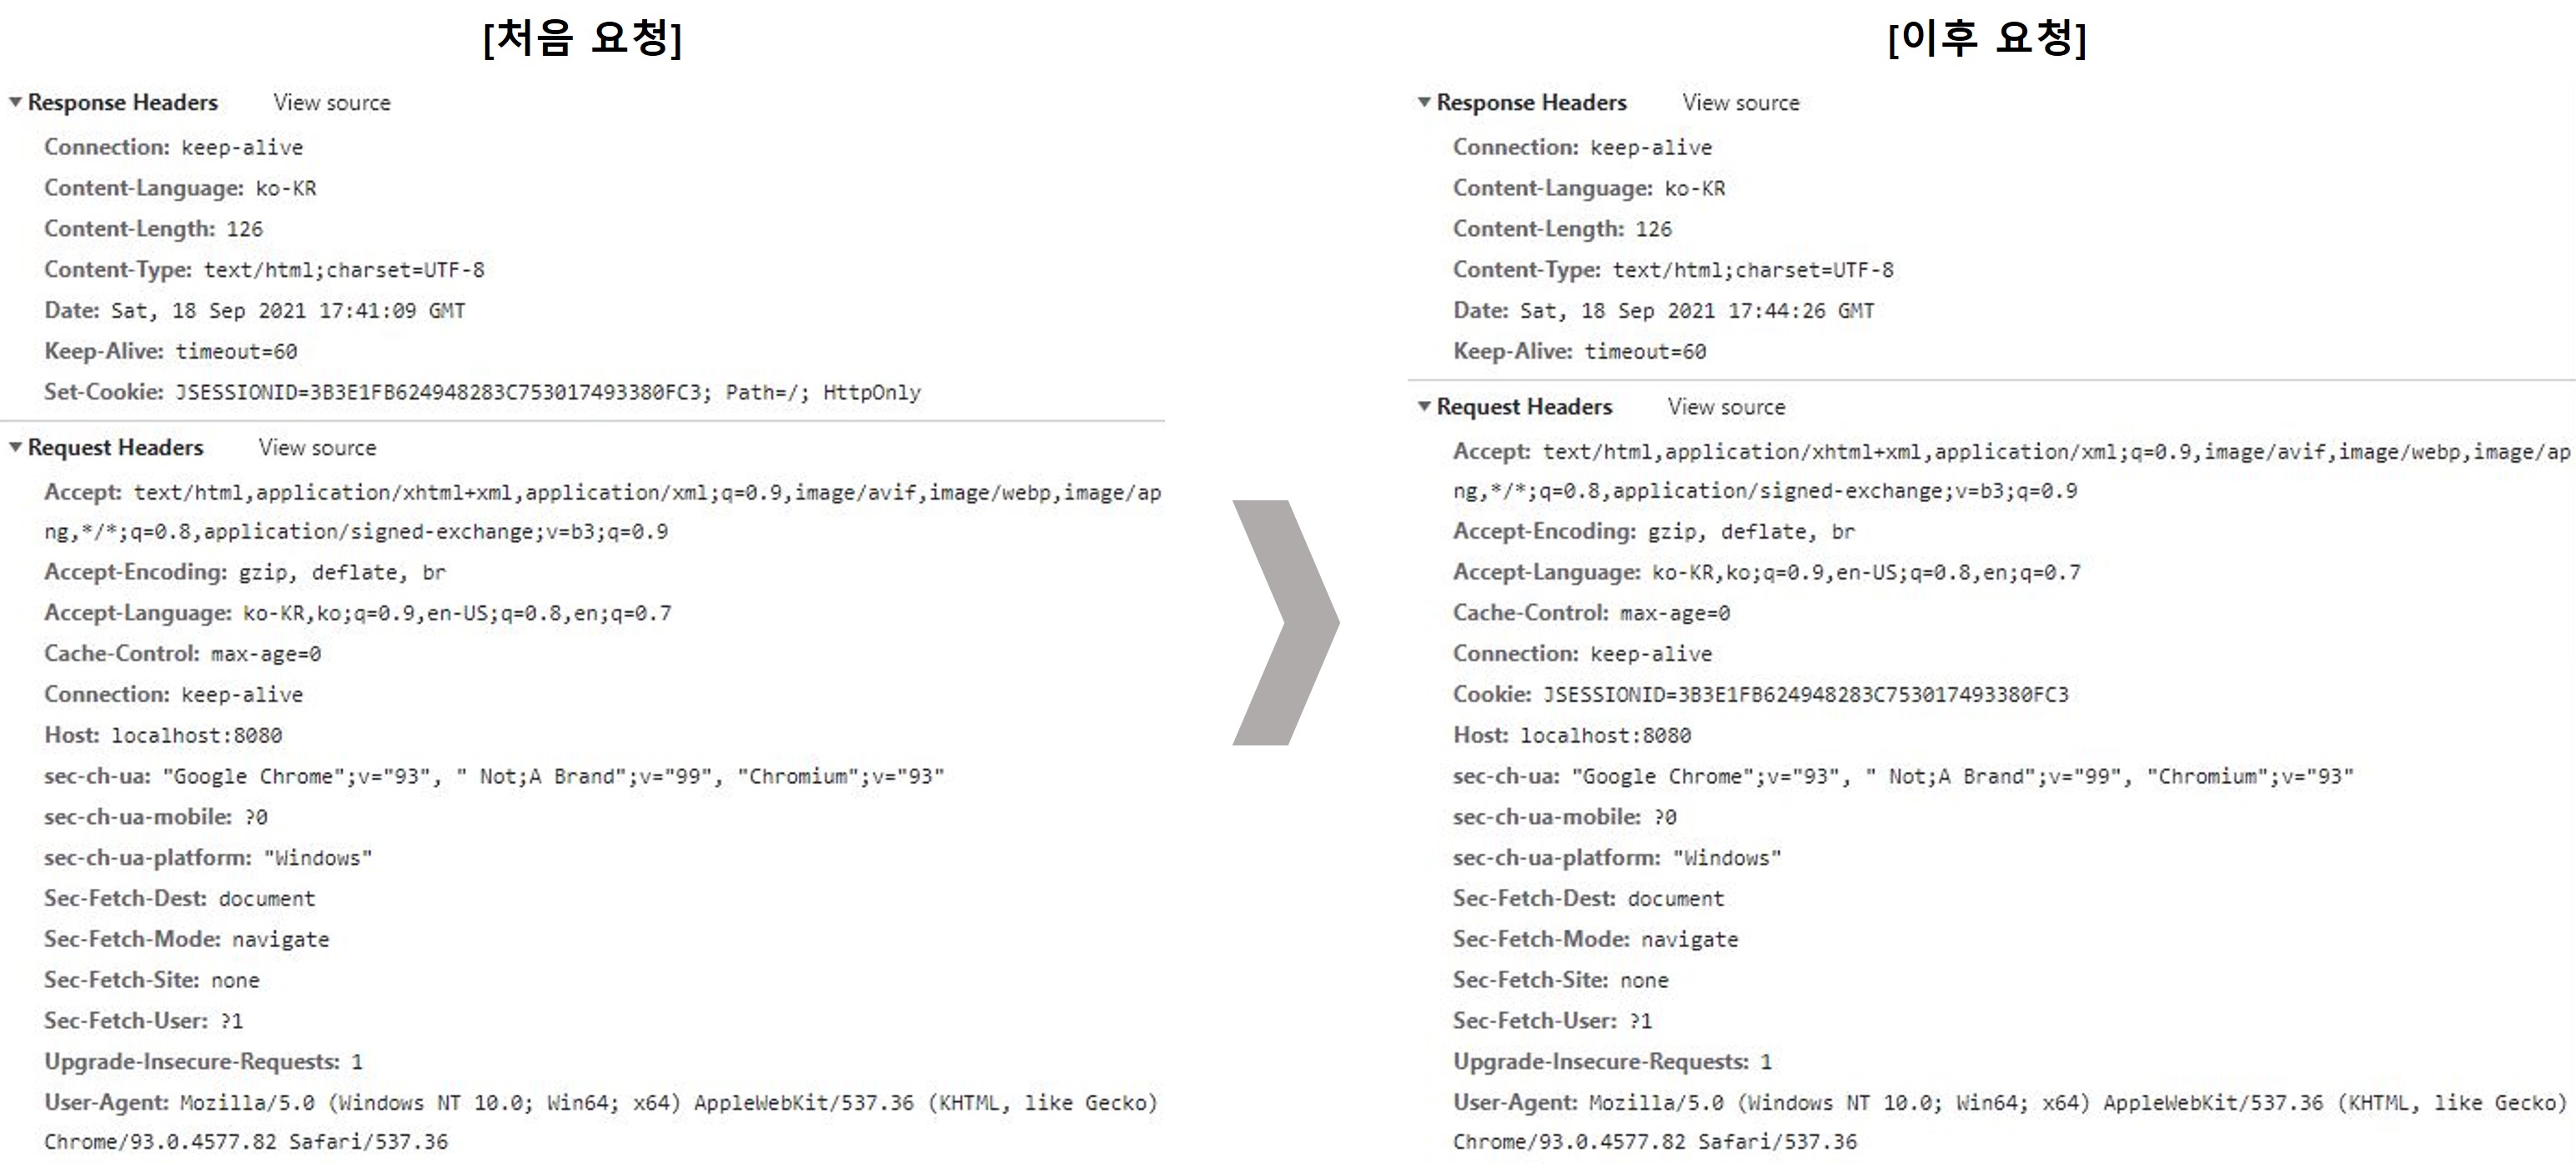 [처음 요청]
Response Headers View source
Connection: keep-alive
Content-Language: ko-KR
Content-Length: 126
Content-Type: text/html;charset=UTF-8
Date: Sat, 18 Sep 2021 17:41:09 GMT
Keep-Alive: timeout=60
Set-Cookie: JSESSIONID=3B3E1FB624948283C753017493380FC3; Path=/; HttpOnly
Request Headers View source
Accept: text/html,application/xhtml+xml,application/xml;q=0.9,image/avif,image/webp,image/ap
ng,*/*;q=0.8,application/signed-exchange;v=b3;q=0.9
Accept-Encoding: gzip, deflate, br
Accept-Language: ko-KR,ko;q=0.9,en-US;q=0.8,en;q=0.7
Cache-Control: max-age=0
Connection: keep-alive
Host: localhost:8080
sec-ch-ua: "Google Chrome";v="93", " Not;A Brand";v="99", "Chromium";v="93"
sec-ch-ua-mobile: ?0
sec-ch-ua-platform: "Windows"
Sec-Fetch-Dest: document
Sec-Fetch-Mode: navigate
Sec-Fetch-Site: none
Sec-Fetch-User: ?1
Upgrade-Insecure-Requests: 1
User-Agent: Mozilla/5.0 (Windows NT 10.0; Win64; x64) AppleWebKit/537.36 (KHTML, like Gecko)
Chrome/93.0.4577.82 Safari/537.36
[이후 요청]
Response Headers View source
Connection: keep-alive
Content-Language: ko-KR
Content-Length: 126
Content-Type: text/html;charset=UTF-8
Date: Sat, 18 Sep 2021 17:44:26 GMT
Keep-Alive: timeout=60
Request Headers View source
Accept: text/html,application/xhtml+xml,application/xml;q=0.9,image/avif,image/webp,image/ap
ng,*/*;q=0.8,application/signed-exchange;v=b3;q=0.9
Accept-Encoding: gzip, deflate, br
Accept-Language: ko-KR,ko;q=0.9,en-US;q=0.8,en;q=0.7
Cache-Control: max-age=0
Connection: keep-alive
Cookie: JSESSIONID=3B3E1FB624948283C753017493380FC3
Host: localhost:8080
sec-ch-ua: "Google Chrome";v="93", " Not;A Brand";v="99", "Chromium";v="93"
sec-ch-ua-mobile: ?0
sec-ch-ua-platform: "Windows"
Sec-Fetch-Dest: document
Sec-Fetch-Mode: navigate
Sec-Fetch-Site: none
Sec-Fetch-User: ?1
Upgrade-Insecure-Requests: 1
User-Agent: Mozilla/5.0 (Windows NT 10.0; Win64; x64) AppleWebKit/537.36 (KHTML, like Gecko)
Chrome/93.0.4577.82 Safari/537.36